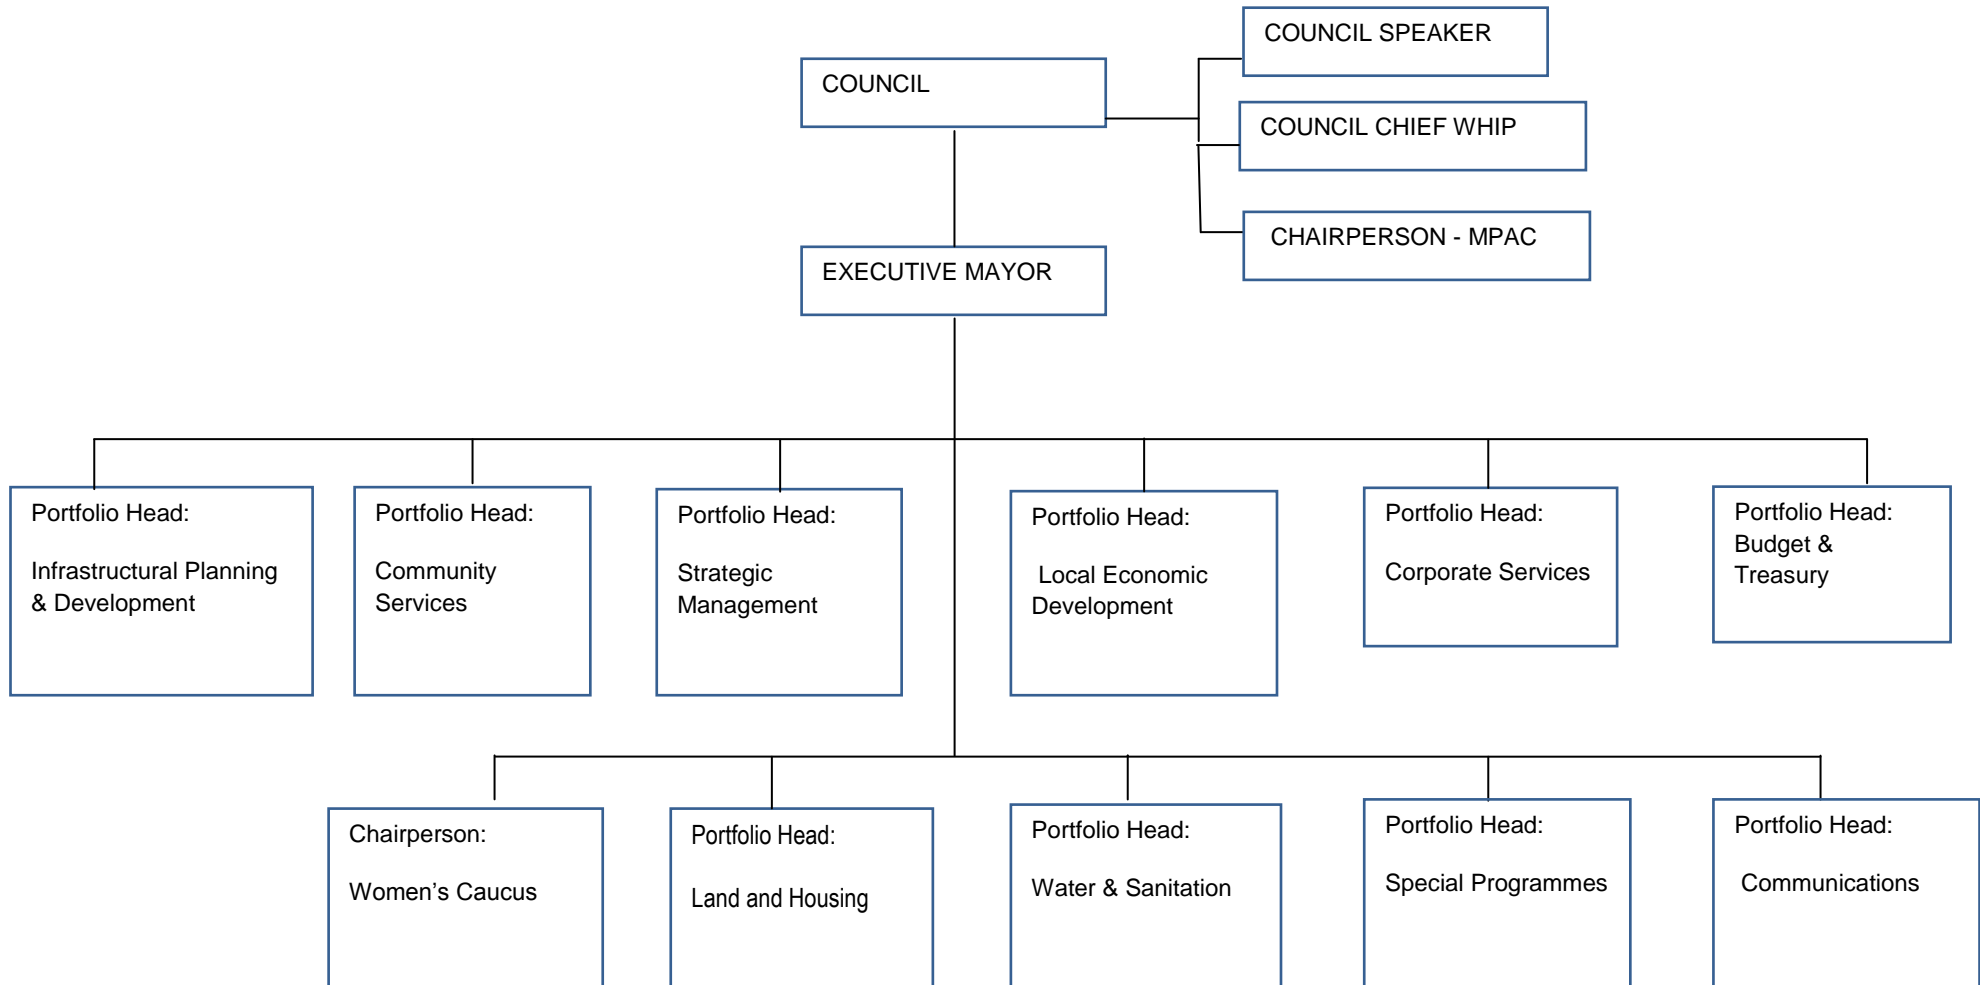 COUNCIL SPEAKER
COUNCIL
COUNCIL CHIEF WHIP
CHAIRPERSON - MPAC
EXECUTIVE MAYOR
Portfolio Head:
Infrastructural Planning
& Development
Portfolio Head:
Community
Services
Portfolio Head:
Strategic
Management
Portfolio Head:
Local Economic
Development
Portfolio Head:
Corporate Services
Portfolio Head:
Budget &
Treasury
Chairperson:
Women’s Caucus
Portfolio Head:
Land and Housing
Portfolio Head:
Water & Sanitation
Portfolio Head:
Special Programmes
Portfolio Head:
Communications